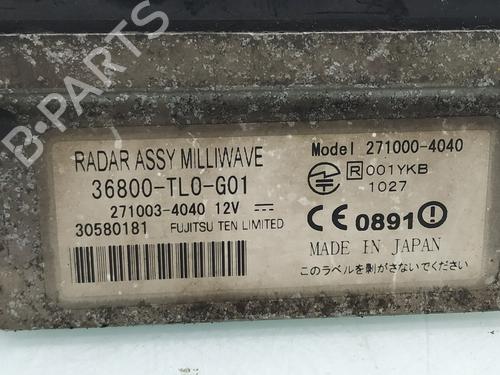 B-PARTS
RADAR ASSY MILLIWAVE
36800-TL0-G01
271003-4040 12V
30580181 FUJITSU TEN LIMITED
Model 271000-4040
R 001YKB
1027
CE 0891
MADE IN JAPAN
このラベルを剥がさないでください